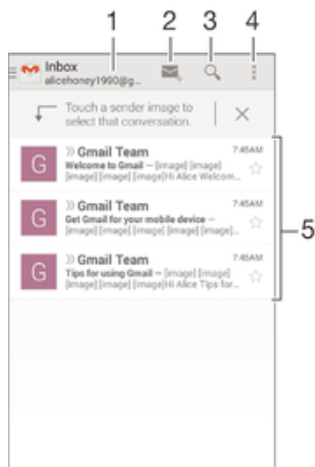 1 2 3 4
Inbox
alicehoney1990@g...
Touch a sender image to
select that conversation.
G
» Gmail Team 7:45AM
Welcome to Gmail – [image] [image]
[image] [image] [image]Hi Alice Welcom...
G
» Gmail Team 7:45AM
Get Gmail for your mobile device –
[image] [image] [image] [image] [image]...
G
» Gmail Team 7:45AM
Tips for using Gmail – [image] [image]
[image] [image] [image]Hi Alice Tips for...
5